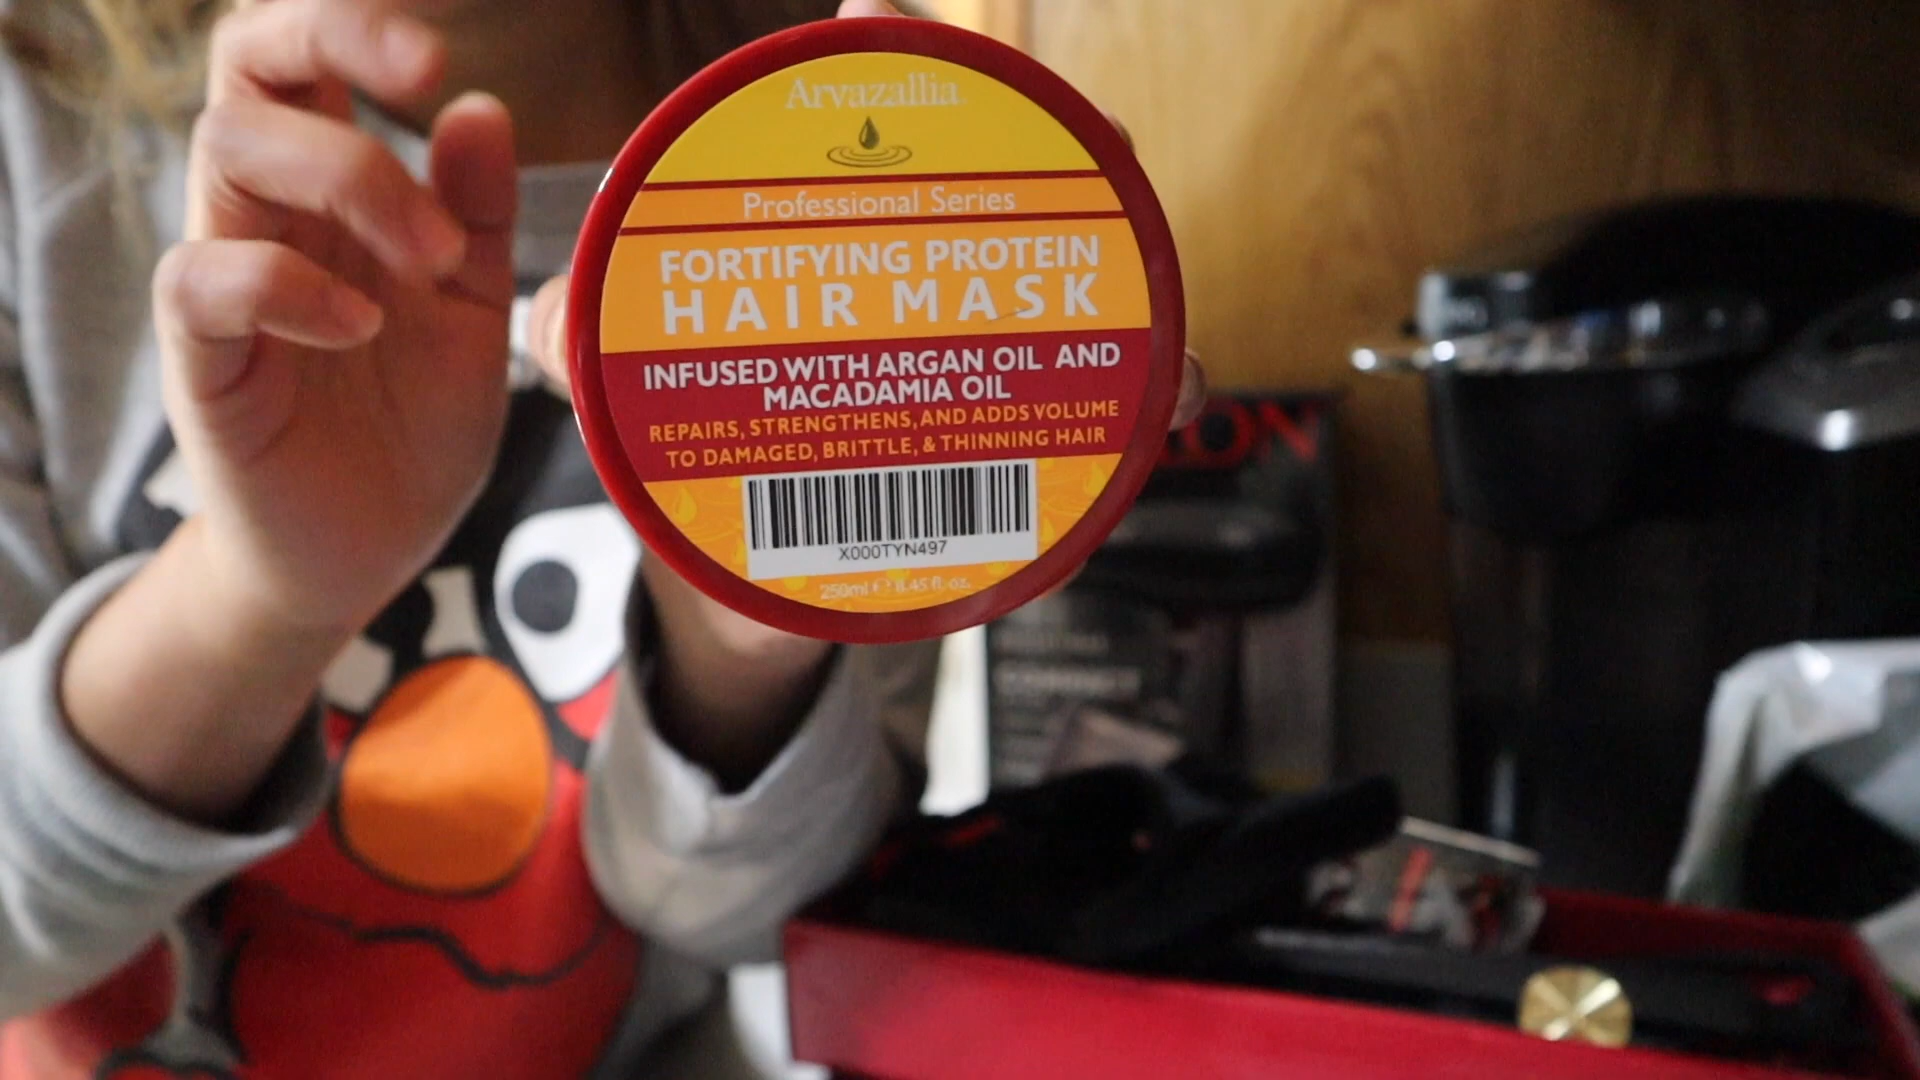 Arvazallia
Professional Series
FORTIFYING PROTEIN
HAIR MASK
INFUSED WITH ARGAN OIL AND
MACADAMIA OIL
REPAIRS, STRENGTHENS, AND ADDS VOLUME
TO DAMAGED, BRITTLE, & THINNING HAIR
X000TYN497
250ml ℮ 8.45 fl. oz.